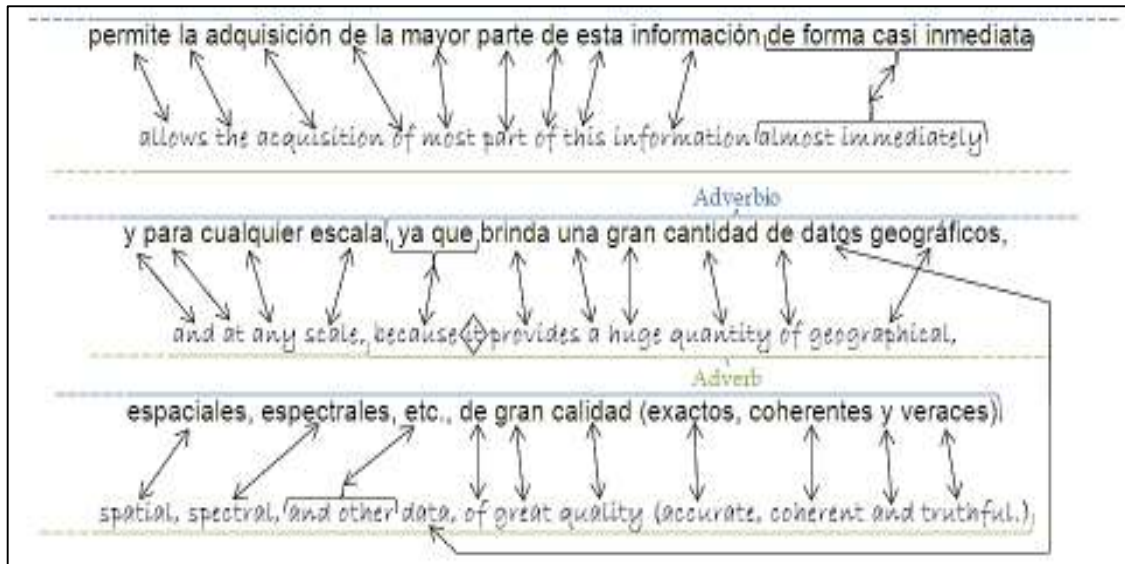 permite la adquisición de la mayor parte de esta información de forma casi inmediata
allows the acquisition of most part of this information almost immediately
Adverbio
y para cualquier escala, ya que brinda una gran cantidad de datos geográficos,
and at any scale, because it provides a huge quantity of geographical,
Adverb
espaciales, espectrales, etc., de gran calidad (exactos, coherentes y veraces).
spatial, spectral, and other data, of great quality (accurate, coherent and truthful.)